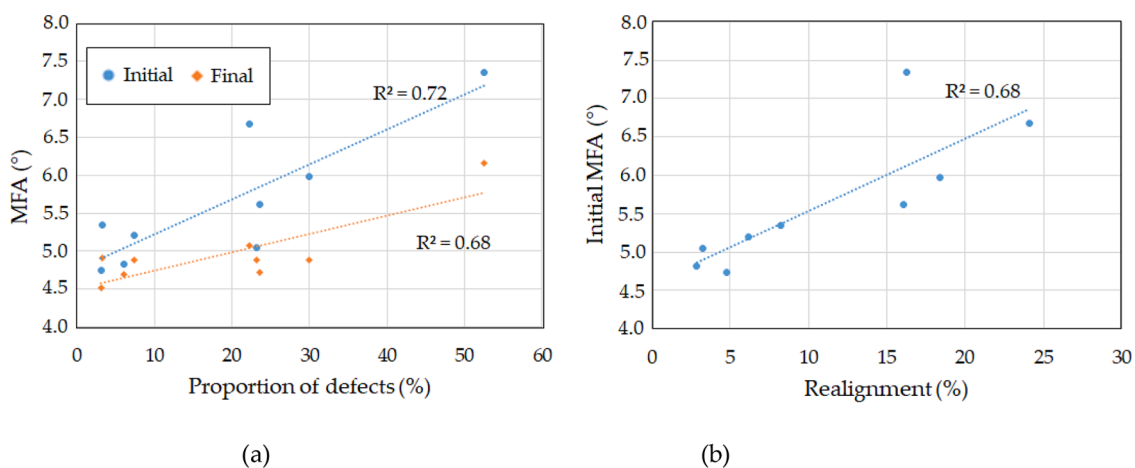 8.0
7.5
7.0
6.5
6.0
5.5
5.0
4.5
4.0
MFA (°)
Initial Final
R² = 0.72
R² = 0.68
0 10 20 30 40 50 60
Proportion of defects (%)
(a)
8.0
7.5
7.0
6.5
6.0
5.5
5.0
4.5
4.0
Initial MFA (°)
R² = 0.68
0 5 10 15 20 25 30
Realignment (%)
(b)